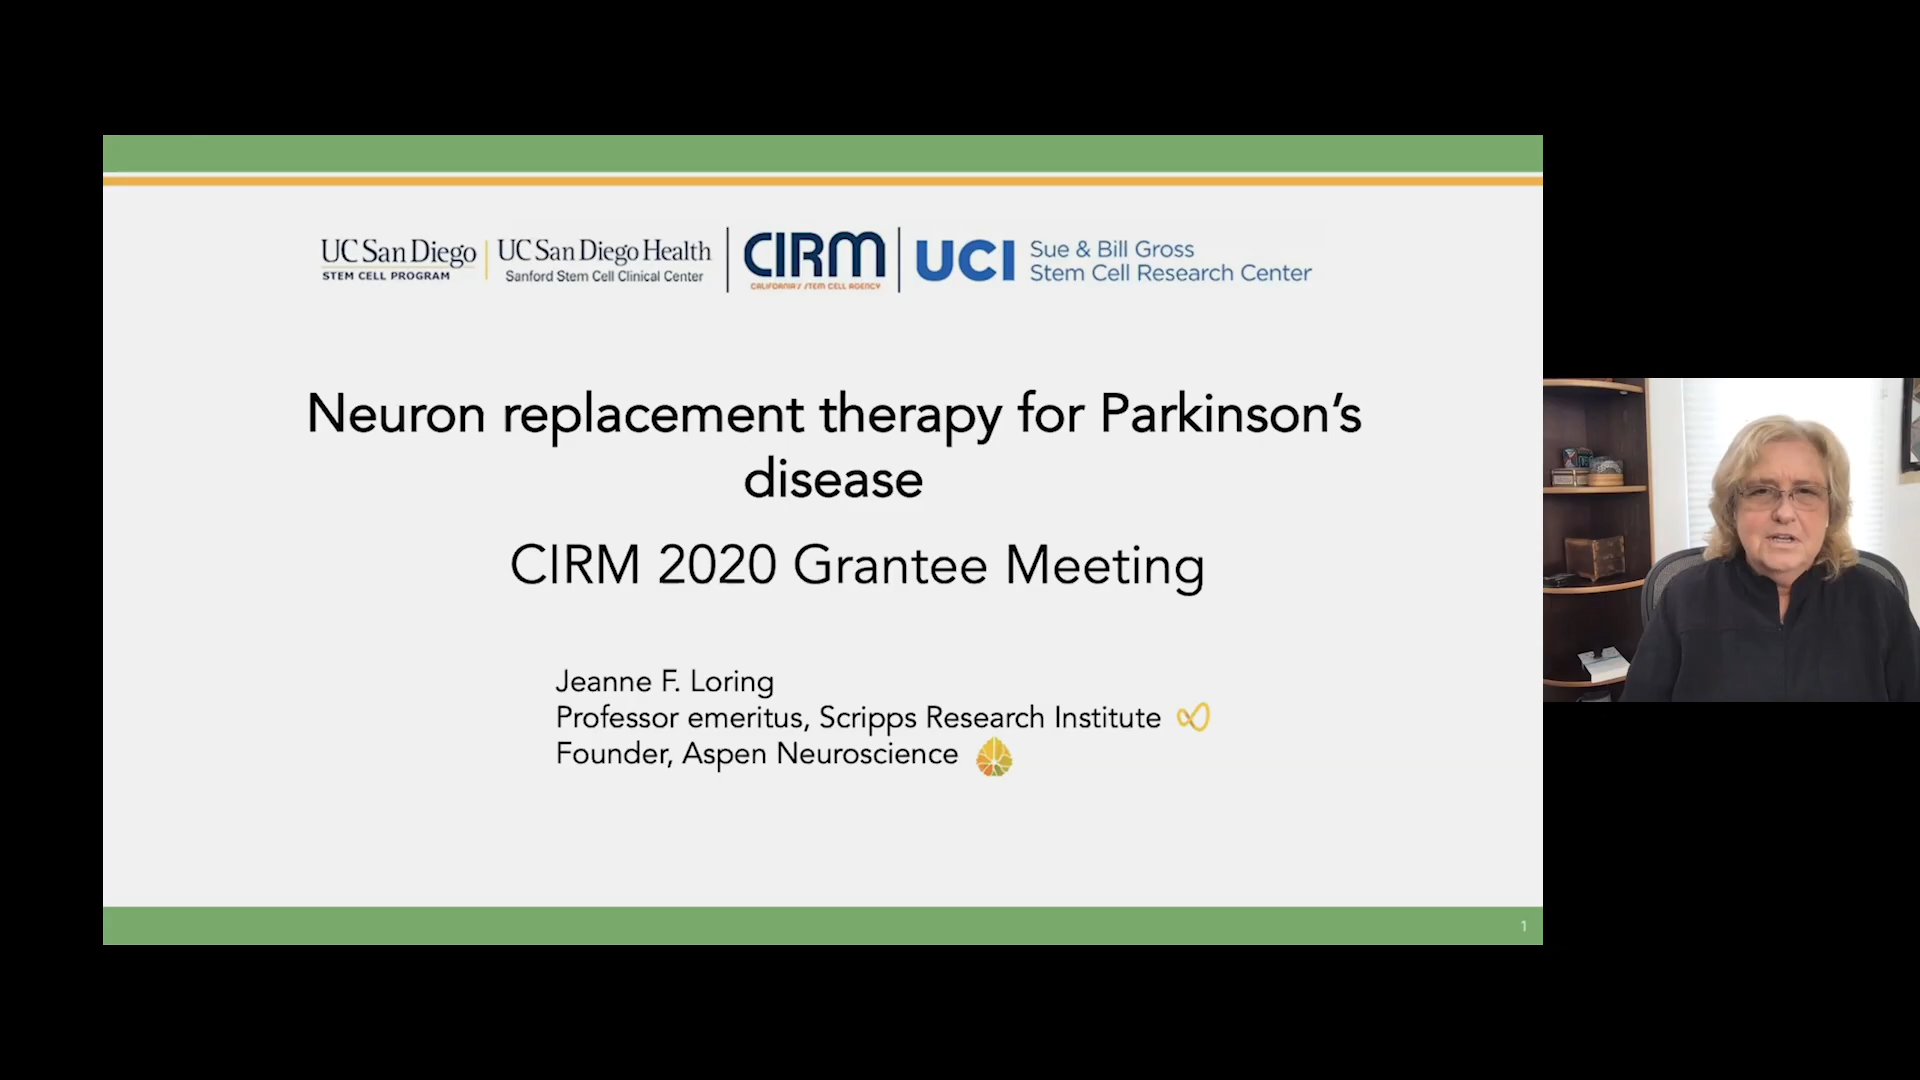 UC San Diego
STEM CELL PROGRAM
UC San Diego Health
Sanford Stem Cell Clinical Center
CIRM
CALIFORNIA'S STEM CELL AGENCY
UCI
Sue & Bill Gross
Stem Cell Research Center
Neuron replacement therapy for Parkinson’s
disease
CIRM 2020 Grantee Meeting
Jeanne F. Loring
Professor emeritus, Scripps Research Institute
Founder, Aspen Neuroscience
1